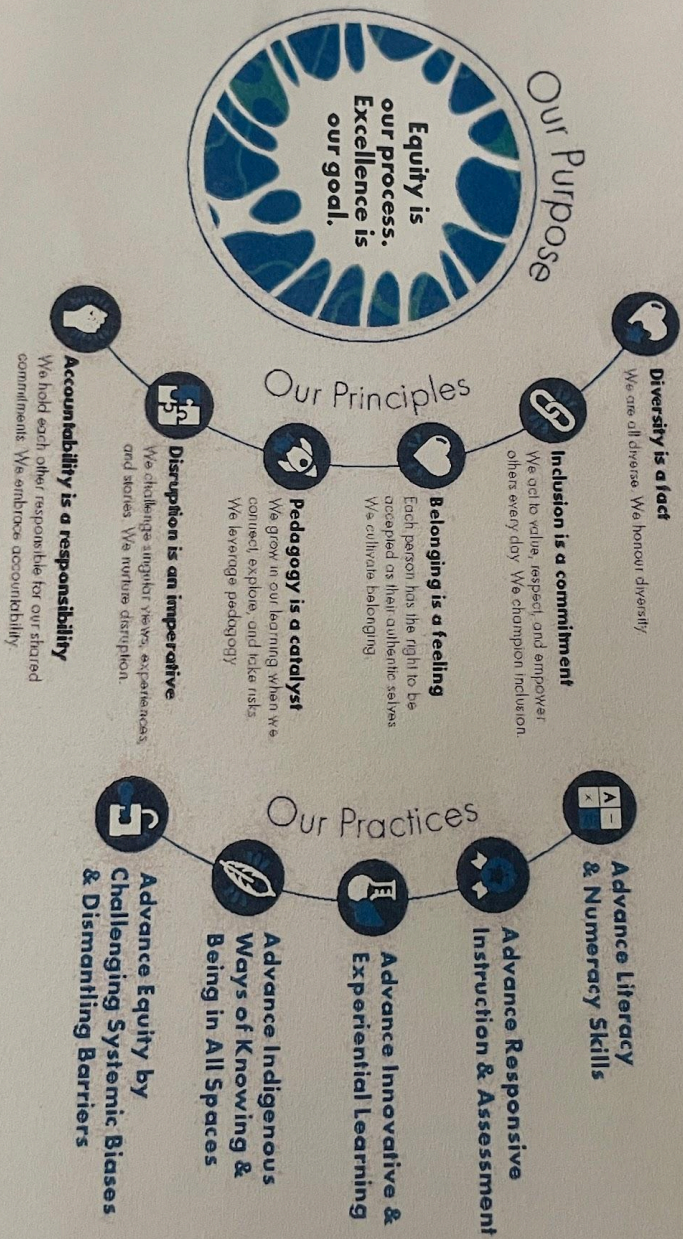 Our Purpose
Equity is
our process.
Excellence is
our goal.
Our Principles
Diversity is a fact
We are all diverse. We honour diversity.
Inclusion is a commitment
We act to value, respect, and empower
others every day. We champion inclusion.
Belonging is a feeling
Each person has the right to be
accepted as their authentic selves.
We cultivate belonging.
Pedagogy is a catalyst
We grow in our learning when we
connect, explore, and take risks.
We leverage pedagogy.
Disruption is an imperative
We challenge singular views, experiences,
and stories. We nurture disruption.
Accountability is a responsibility
We hold each other responsible for our shared
commitments. We embrace accountability.
Our Practices
Advance Literacy
& Numeracy Skills
Advance Responsive
Instruction & Assessment
Advance Innovative &
Experiential Learning
Advance Indigenous
Ways of Knowing &
Being in All Spaces
Advance Equity by
Challenging Systemic Biases
& Dismantling Barriers